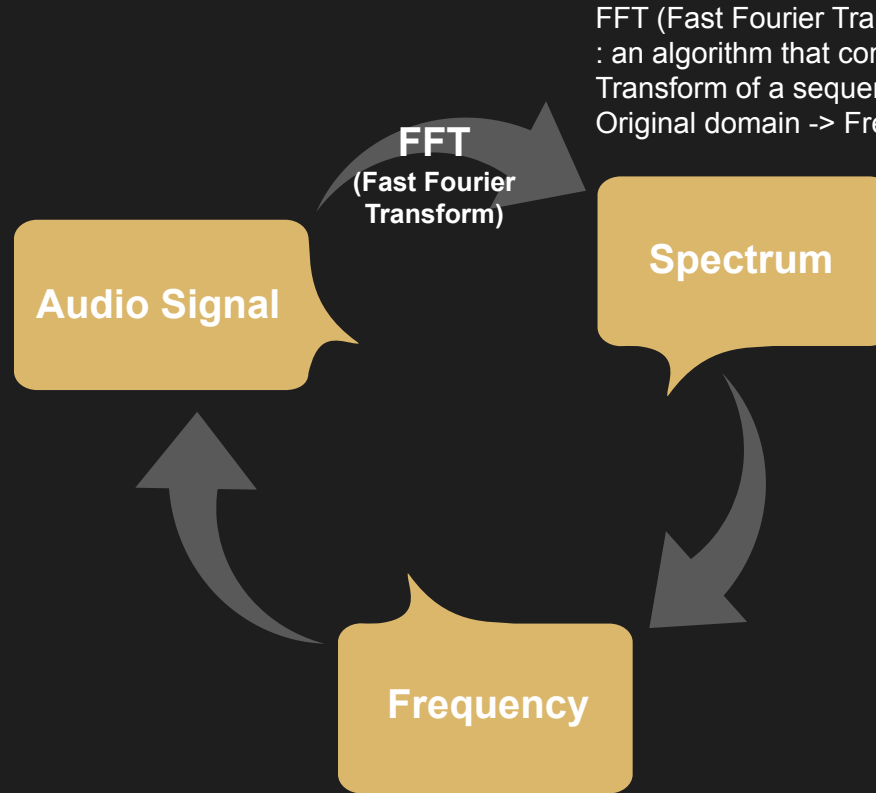 FFT (Fast Fourier
: an algorithm that
Transform of a
Original domain ->
FFT
(Fast Fourier
Transform)
Audio Signal
Spectrum
Frequency